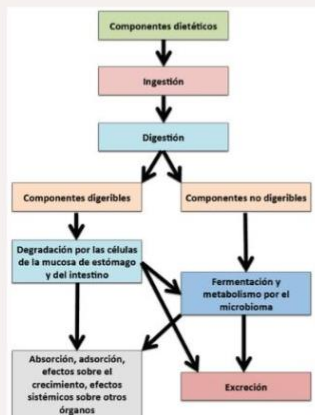 Componentes dietéticos
Ingestión
Digestión
Componentes digeribles
Componentes no digeribles
Degradación por las células
de la mucosa de estómago
y del intestino
Fermentación y
metabolismo por el
microbioma
Absorción, adsorción,
efectos sobre el
crecimiento, efectos
sistémicos sobre otros
órganos
Excreción